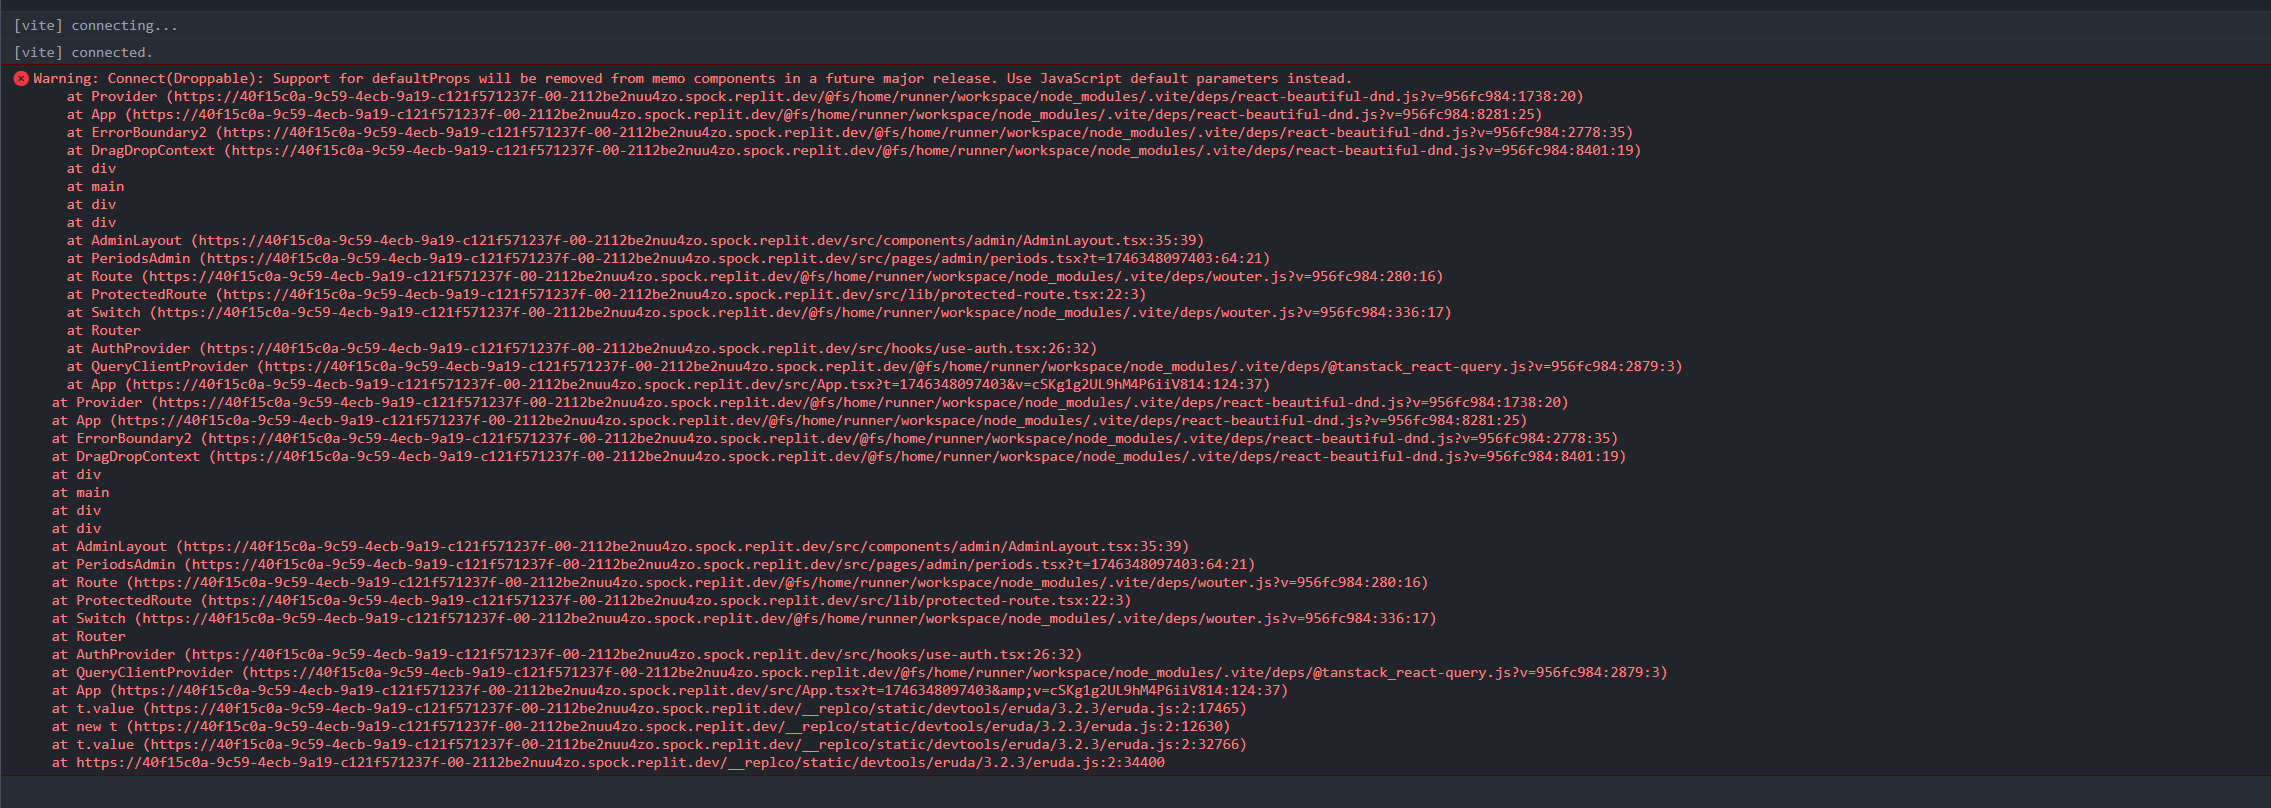 [vite] connecting...
[vite] connected.
Warning: Connect(Droppable): Support for defaultProps will be removed from memo components in a future major release. Use JavaScript default parameters instead.
at Provider (https://40f15c0a-9c59-4ecb-9a19-c121f571237f-00-2112be2nuu4zo.spock.replit.dev/@fs/home/runner/workspace/node_modules/.vite/deps/react-beautiful-dnd.js?v=956fc984:1738:20)
at App (https://40f15c0a-9c59-4ecb-9a19-c121f571237f-00-2112be2nuu4zo.spock.replit.dev/@fs/home/runner/workspace/node_modules/.vite/deps/react-beautiful-dnd.js?v=956fc984:8281:25)
at ErrorBoundary2 (https://40f15c0a-9c59-4ecb-9a19-c121f571237f-00-2112be2nuu4zo.spock.replit.dev/@fs/home/runner/workspace/node_modules/.vite/deps/react-beautiful-dnd.js?v=956fc984:2778:35)
at DragDropContext (https://40f15c0a-9c59-4ecb-9a19-c121f571237f-00-2112be2nuu4zo.spock.replit.dev/@fs/home/runner/workspace/node_modules/.vite/deps/react-beautiful-dnd.js?v=956fc984:8401:19)
at div
at main
at div
at div
at AdminLayout (https://40f15c0a-9c59-4ecb-9a19-c121f571237f-00-2112be2nuu4zo.spock.replit.dev/src/components/admin/AdminLayout.tsx:35:39)
at PeriodsAdmin (https://40f15c0a-9c59-4ecb-9a19-c121f571237f-00-2112be2nuu4zo.spock.replit.dev/src/pages/admin/periods.tsx?t=1746348097403:64:21)
at Route (https://40f15c0a-9c59-4ecb-9a19-c121f571237f-00-2112be2nuu4zo.spock.replit.dev/@fs/home/runner/workspace/node_modules/.vite/deps/wouter.js?v=956fc984:280:16)
at ProtectedRoute (https://40f15c0a-9c59-4ecb-9a19-c121f571237f-00-2112be2nuu4zo.spock.replit.dev/src/lib/protected-route.tsx:22:3)
at Switch (https://40f15c0a-9c59-4ecb-9a19-c121f571237f-00-2112be2nuu4zo.spock.replit.dev/@fs/home/runner/workspace/node_modules/.vite/deps/wouter.js?v=956fc984:336:17)
at Router
at AuthProvider (https://40f15c0a-9c59-4ecb-9a19-c121f571237f-00-2112be2nuu4zo.spock.replit.dev/src/hooks/use-auth.tsx:26:32)
at QueryClientProvider (https://40f15c0a-9c59-4ecb-9a19-c121f571237f-00-2112be2nuu4zo.spock.replit.dev/@fs/home/runner/workspace/node_modules/.vite/deps/@tanstack_react-query.js?v=956fc984:2879:3)
at App (https://40f15c0a-9c59-4ecb-9a19-c121f571237f-00-2112be2nuu4zo.spock.replit.dev/src/App.tsx?t=1746348097403&v=cSKg1g2UL9hM4P6iiV814:124:37)
at Provider (https://40f15c0a-9c59-4ecb-9a19-c121f571237f-00-2112be2nuu4zo.spock.replit.dev/@fs/home/runner/workspace/node_modules/.vite/deps/react-beautiful-dnd.js?v=956fc984:1738:20)
at App (https://40f15c0a-9c59-4ecb-9a19-c121f571237f-00-2112be2nuu4zo.spock.replit.dev/@fs/home/runner/workspace/node_modules/.vite/deps/react-beautiful-dnd.js?v=956fc984:8281:25)
at ErrorBoundary2 (https://40f15c0a-9c59-4ecb-9a19-c121f571237f-00-2112be2nuu4zo.spock.replit.dev/@fs/home/runner/workspace/node_modules/.vite/deps/react-beautiful-dnd.js?v=956fc984:2778:35)
at DragDropContext (https://40f15c0a-9c59-4ecb-9a19-c121f571237f-00-2112be2nuu4zo.spock.replit.dev/@fs/home/runner/workspace/node_modules/.vite/deps/react-beautiful-dnd.js?v=956fc984:8401:19)
at div
at main
at div
at div
at AdminLayout (https://40f15c0a-9c59-4ecb-9a19-c121f571237f-00-2112be2nuu4zo.spock.replit.dev/src/components/admin/AdminLayout.tsx:35:39)
at PeriodsAdmin (https://40f15c0a-9c59-4ecb-9a19-c121f571237f-00-2112be2nuu4zo.spock.replit.dev/src/pages/admin/periods.tsx?t=1746348097403:64:21)
at Route (https://40f15c0a-9c59-4ecb-9a19-c121f571237f-00-2112be2nuu4zo.spock.replit.dev/@fs/home/runner/workspace/node_modules/.vite/deps/wouter.js?v=956fc984:280:16)
at ProtectedRoute (https://40f15c0a-9c59-4ecb-9a19-c121f571237f-00-2112be2nuu4zo.spock.replit.dev/src/lib/protected-route.tsx:22:3)
at Switch (https://40f15c0a-9c59-4ecb-9a19-c121f571237f-00-2112be2nuu4zo.spock.replit.dev/@fs/home/runner/workspace/node_modules/.vite/deps/wouter.js?v=956fc984:336:17)
at Router
at AuthProvider (https://40f15c0a-9c59-4ecb-9a19-c121f571237f-00-2112be2nuu4zo.spock.replit.dev/src/hooks/use-auth.tsx:26:32)
at QueryClientProvider (https://40f15c0a-9c59-4ecb-9a19-c121f571237f-00-2112be2nuu4zo.spock.replit.dev/@fs/home/runner/workspace/node_modules/.vite/deps/@tanstack_react-query.js?v=956fc984:2879:3)
at App (https://40f15c0a-9c59-4ecb-9a19-c121f571237f-00-2112be2nuu4zo.spock.replit.dev/src/App.tsx?t=1746348097403&amp;v=cSKg1g2UL9hM4P6iiV814:124:37)
at t.value (https://40f15c0a-9c59-4ecb-9a19-c121f571237f-00-2112be2nuu4zo.spock.replit.dev/__replco/static/devtools/eruda/3.2.3/eruda.js:2:17465)
at new t (https://40f15c0a-9c59-4ecb-9a19-c121f571237f-00-2112be2nuu4zo.spock.replit.dev/__replco/static/devtools/eruda/3.2.3/eruda.js:2:12630)
at t.value (https://40f15c0a-9c59-4ecb-9a19-c121f571237f-00-2112be2nuu4zo.spock.replit.dev/__replco/static/devtools/eruda/3.2.3/eruda.js:2:32766)
at https://40f15c0a-9c59-4ecb-9a19-c121f571237f-00-2112be2nuu4zo.spock.replit.dev/__replco/static/devtools/eruda/3.2.3/eruda.js:2:34400